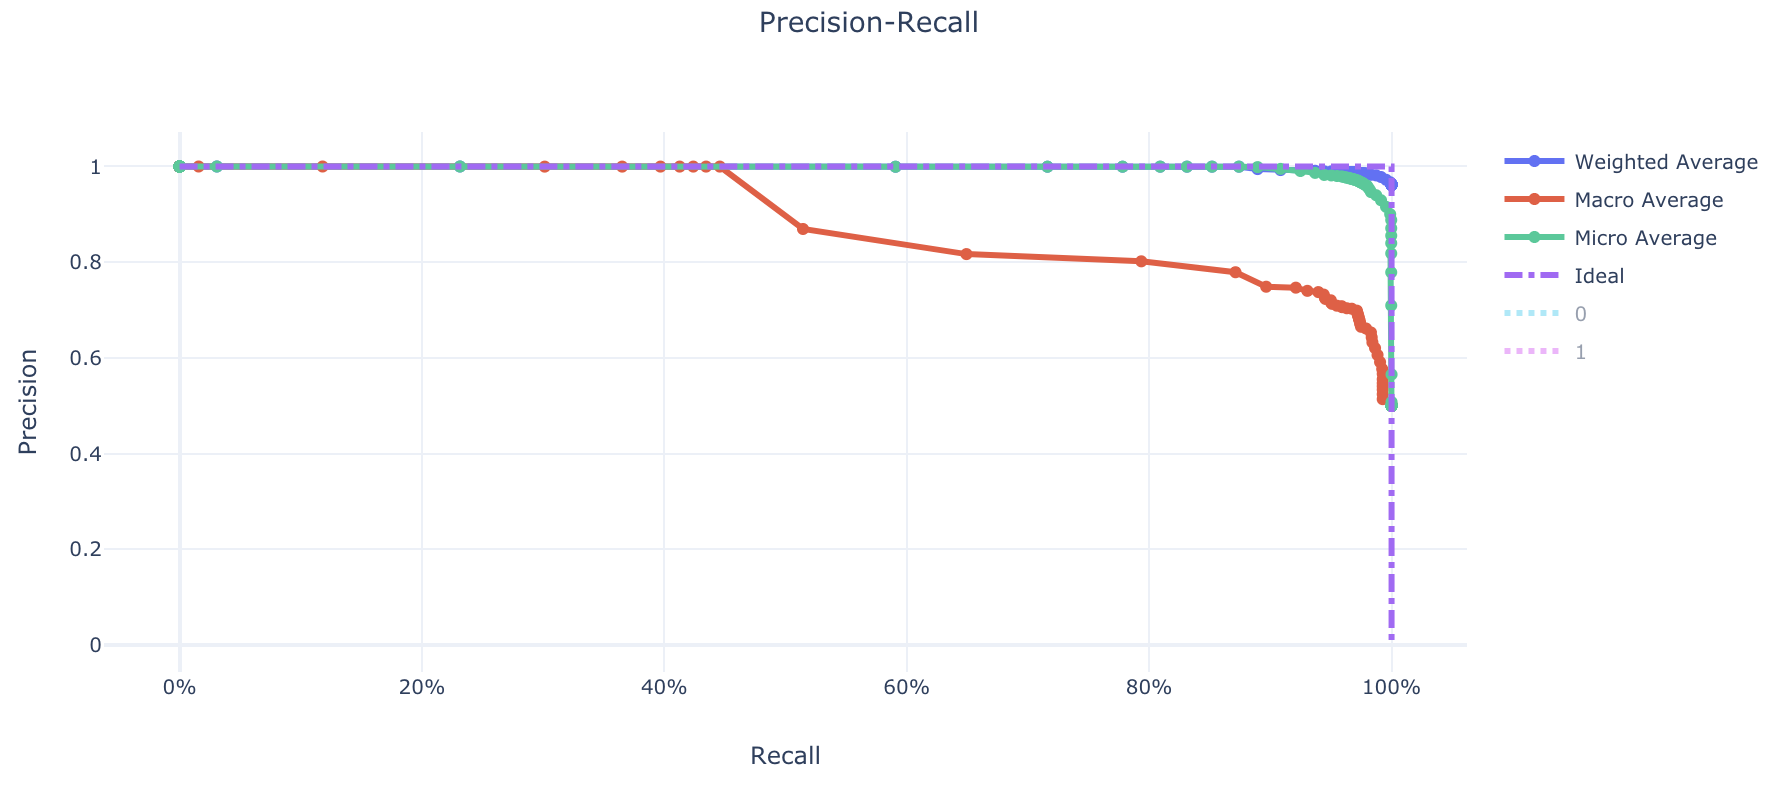 Precision-Recall
Weighted Average
Macro Average
Micro Average
Ideal
0
1
1
0.8
0.6
0.4
0.2
0
Precision
0% 20% 40% 60% 80% 100%
Recall